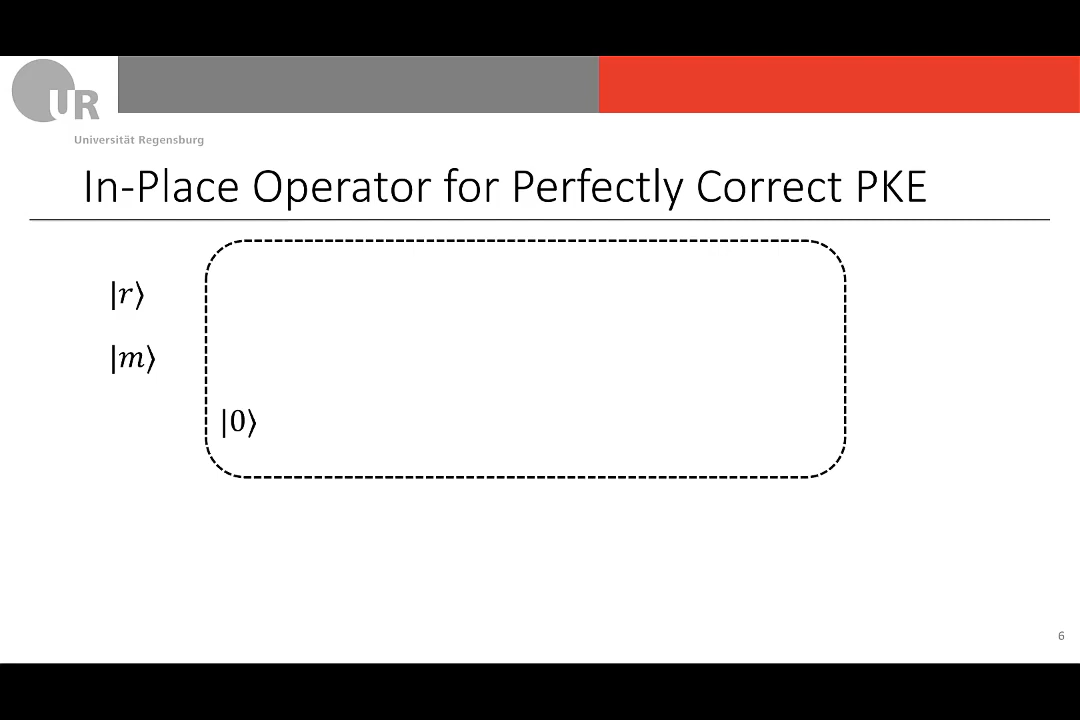 UR
Universität Regensburg
In-Place Operator for Perfectly Correct PKE
|r⟩
|m⟩
|0⟩
6